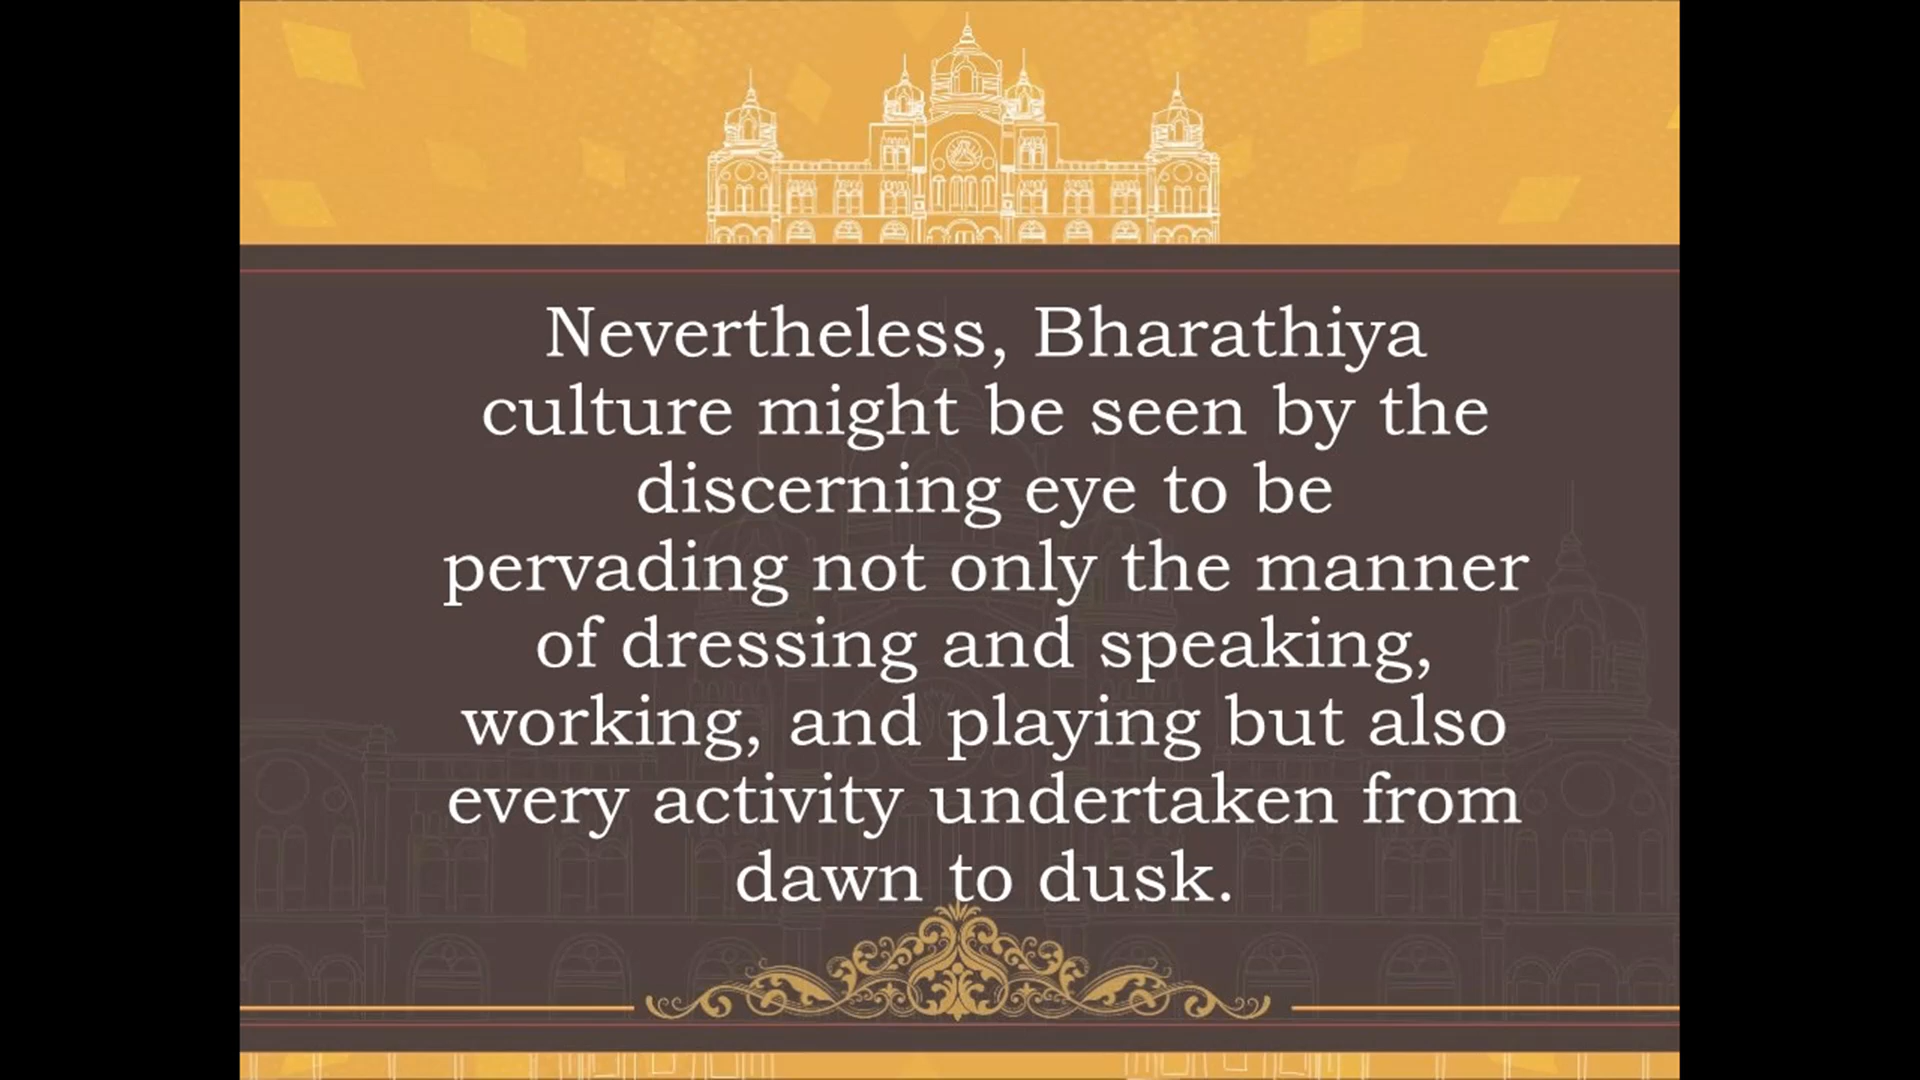 Nevertheless, Bharathiya
culture might be seen by the
discerning eye to be
pervading not only the manner
of dressing and speaking,
working, and playing but also
every activity undertaken from
dawn to dusk.